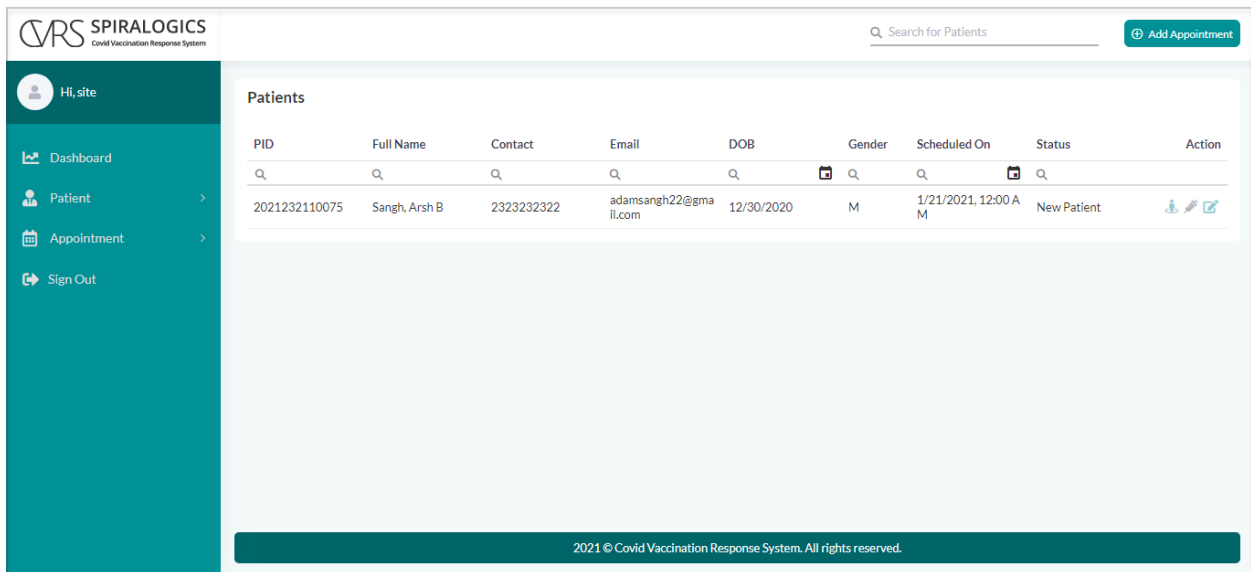 CVRS SPIRALOGICS
Covid Vaccination Response System
Search for Patients
Add Appointment
Hi, site
Dashboard
Patient
Appointment
Sign Out
Patients
PID Full Name Contact Email DOB Gender Scheduled On Status Action
2021232110075 Sangh, Arsh B 2323232322 adamsangh22@gma 12/30/2020 M 1/21/2021, 12:00 A New Patient
il.com M
2021 © Covid Vaccination Response System. All rights reserved.